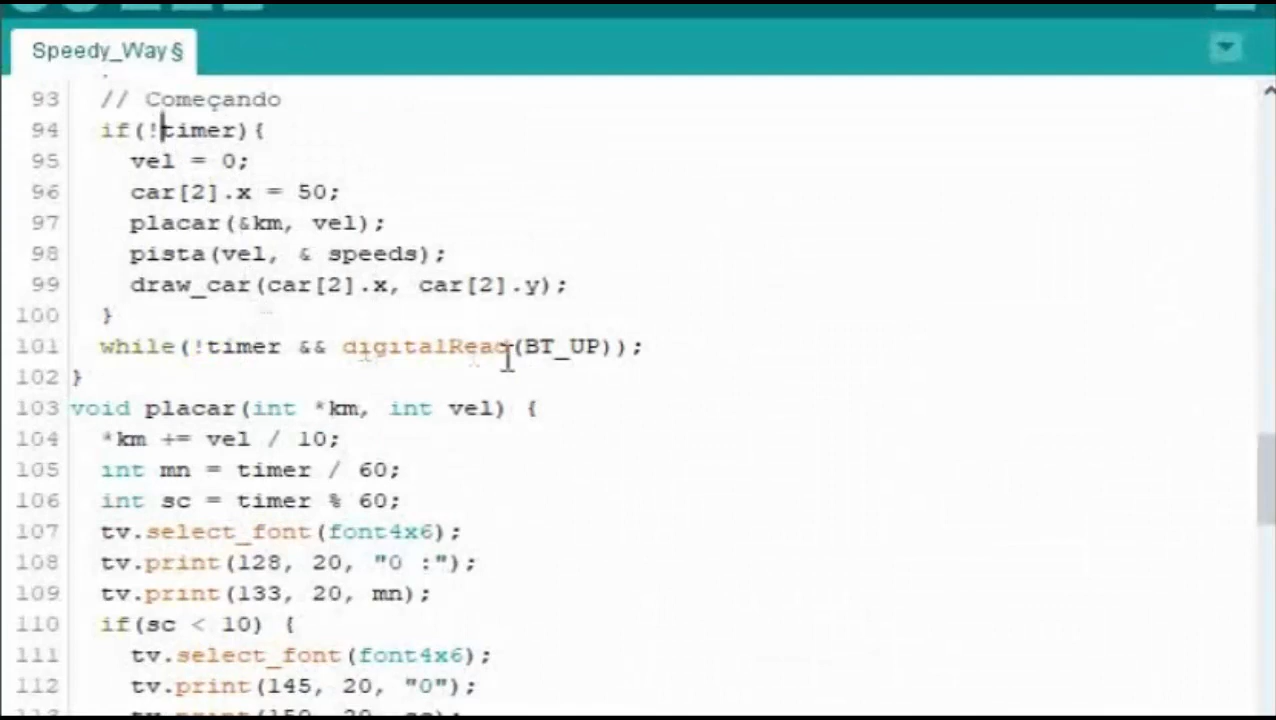 Speedy_Way§
93 // Começando
94 if(!timer){
95 vel = 0;
96 car[2].x = 50;
97 placar(&km, vel);
98 pista(vel, & speeds);
99 draw_car(car[2].x, car[2].y);
100 }
101 while(!timer && digitalRead(BT_UP));
102 }
103 void placar(int *km, int vel) {
104 *km += vel / 10;
105 int mn = timer / 60;
106 int sc = timer % 60;
107 tv.select_font(font4x6);
108 tv.print(128, 20, "0 :");
109 tv.print(133, 20, mn);
110 if(sc < 10) {
111 tv.select_font(font4x6);
112 tv.print(145, 20, "0");